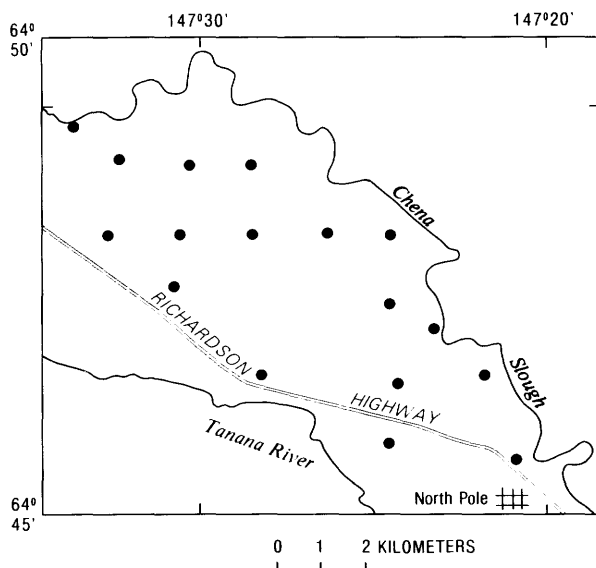 147°30' 147°20'
64°
50'
Chena
RICHARDSON
HIGHWAY
Slough
Tanana River
North Pole
64°
45'
0 1 2 KILOMETERS